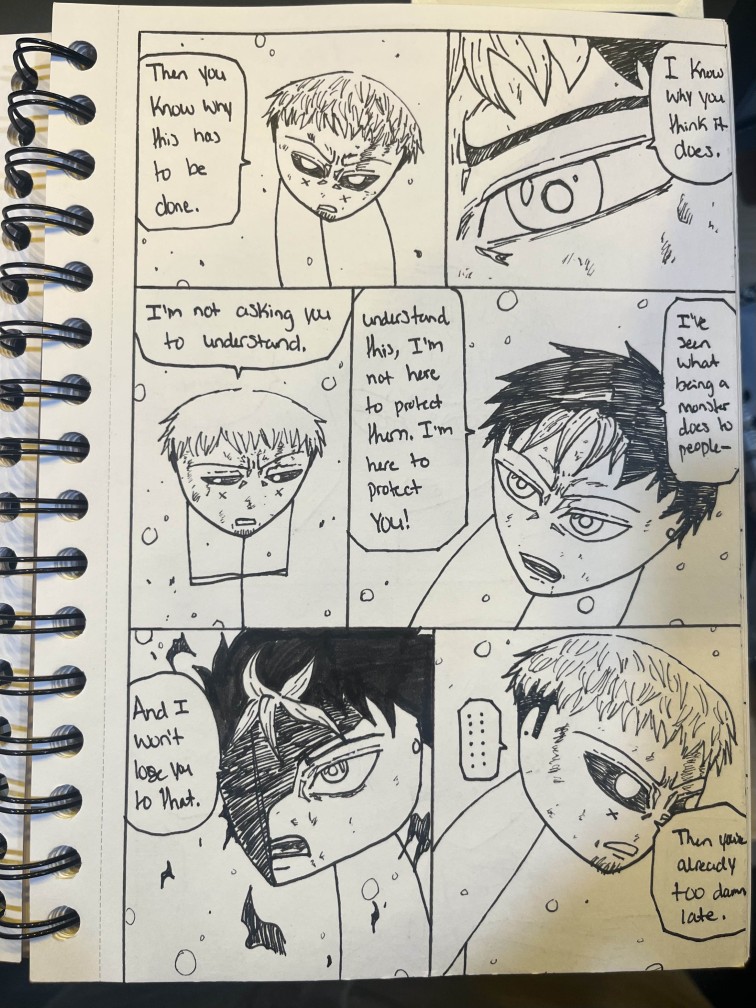 Then you
know why
this has
to be
done.
I know
why you
think it
does.
I'm not asking you
to understand.
understand
this, I'm
not here
to protect
them. I'm
here to
protect
YOU!
I've
seen
what
being a
monster
does to
people-
And I
won't
lose you
to that.
Then you're
already
too damn
late.